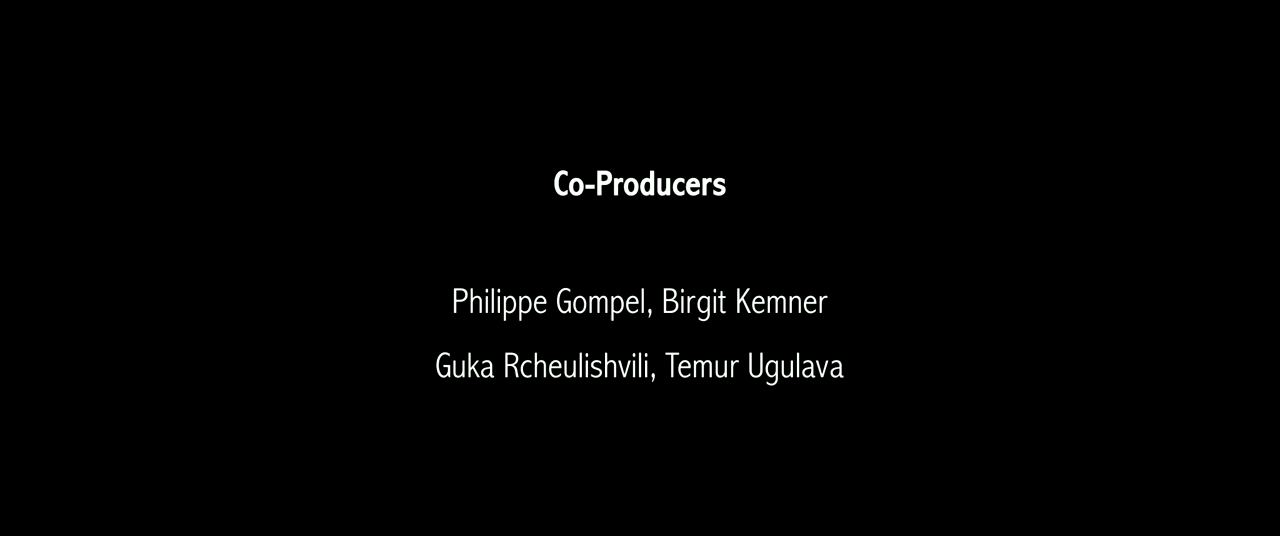 Co-Producers
Philippe Gompel, Birgit Kemner
Guka Rcheulishvili, Temur Ugulava